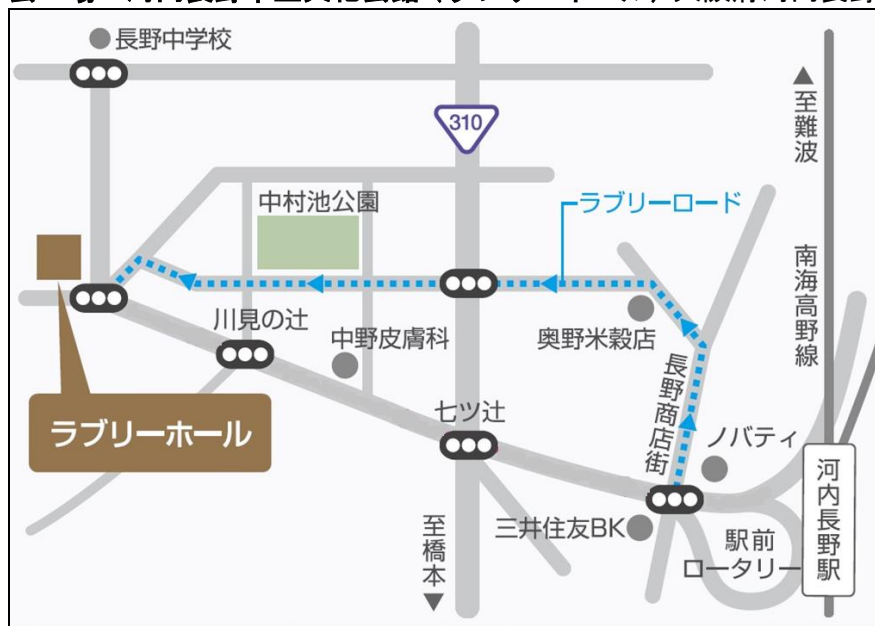 長野中学校
310
至難波
中村池公園
ラブリーロード
南海高野線
川見の辻
中野皮膚科
奥野米穀店
長野商店街
ラブリーホール
七ツ辻
ノバティ
河内長野駅
三井住友BK
駅前
ロータリー
至橋本